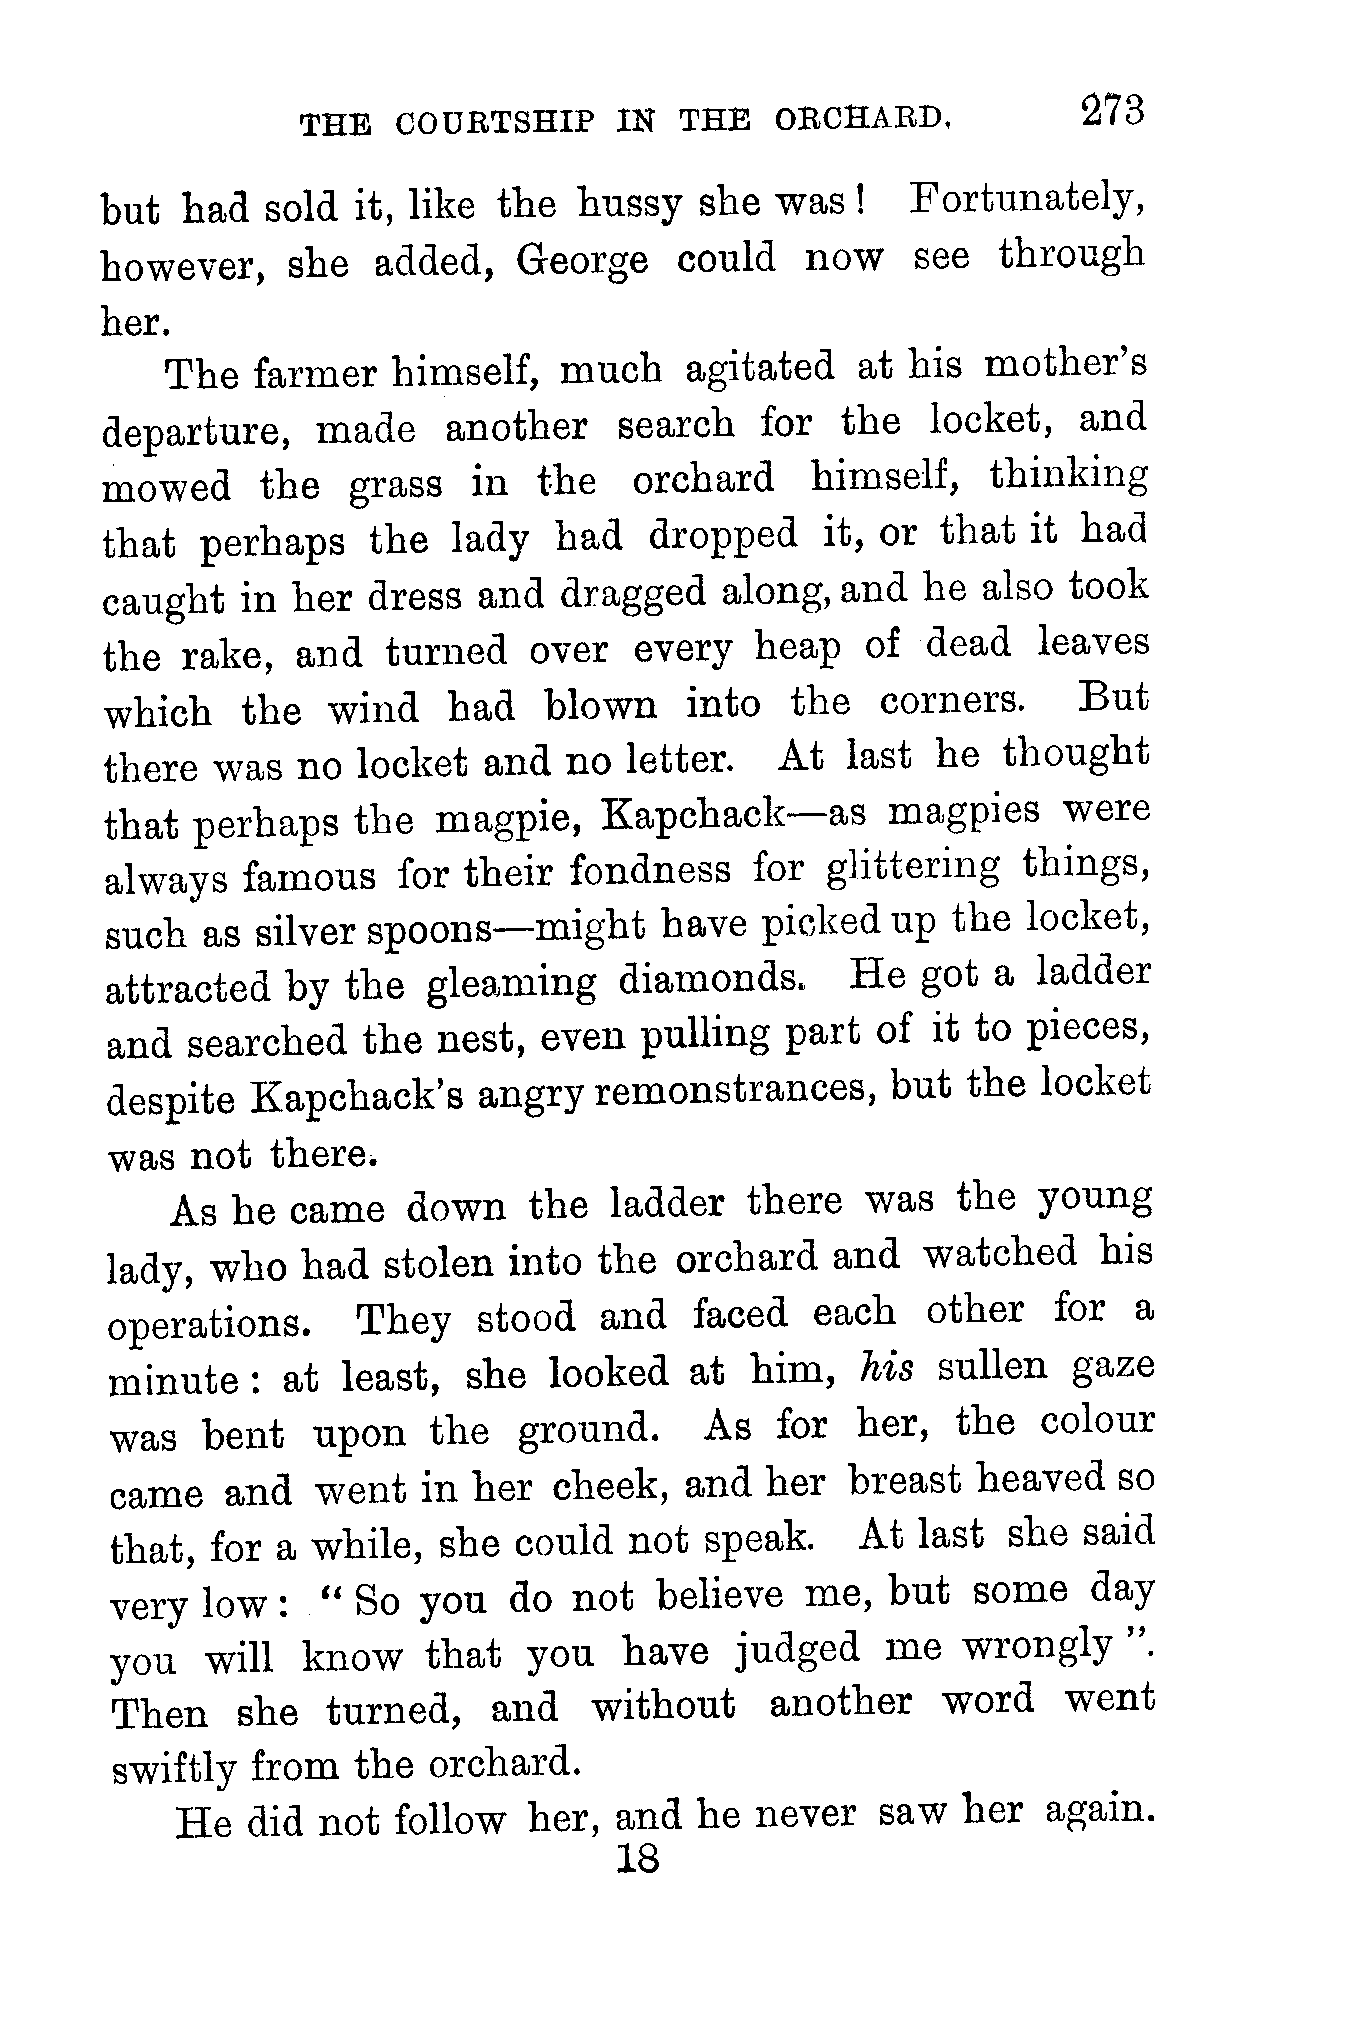 THE COURTSHIP IN THE ORCHARD. 273
but had sold it, like the hussy she was! Fortunately,
however, she added, George could now see through
her.
The farmer himself, much agitated at his mother's
departure, made another search for the locket, and
mowed the grass in the orchard himself, thinking
that perhaps the lady had dropped it, or that it had
caught in her dress and dragged along, and he also took
the rake, and turned over every heap of dead leaves
which the wind had blown into the corners. But
there was no locket and no letter. At last he thought
that perhaps the magpie, Kapchack—as magpies were
always famous for their fondness for glittering things,
such as silver spoons—might have picked up the locket,
attracted by the gleaming diamonds. He got a ladder
and searched the nest, even pulling part of it to pieces,
despite Kapchack's angry remonstrances, but the locket
was not there.
As he came down the ladder there was the young
lady, who had stolen into the orchard and watched his
operations. They stood and faced each other for a
minute: at least, she looked at him, his sullen gaze
was bent upon the ground. As for her, the colour
came and went in her cheek, and her breast heaved so
that, for a while, she could not speak. At last she said
very low: "So you do not believe me, but some day
you will know that you have judged me wrongly".
Then she turned, and without another word went
swiftly from the orchard.
He did not follow her, and he never saw her again.
18